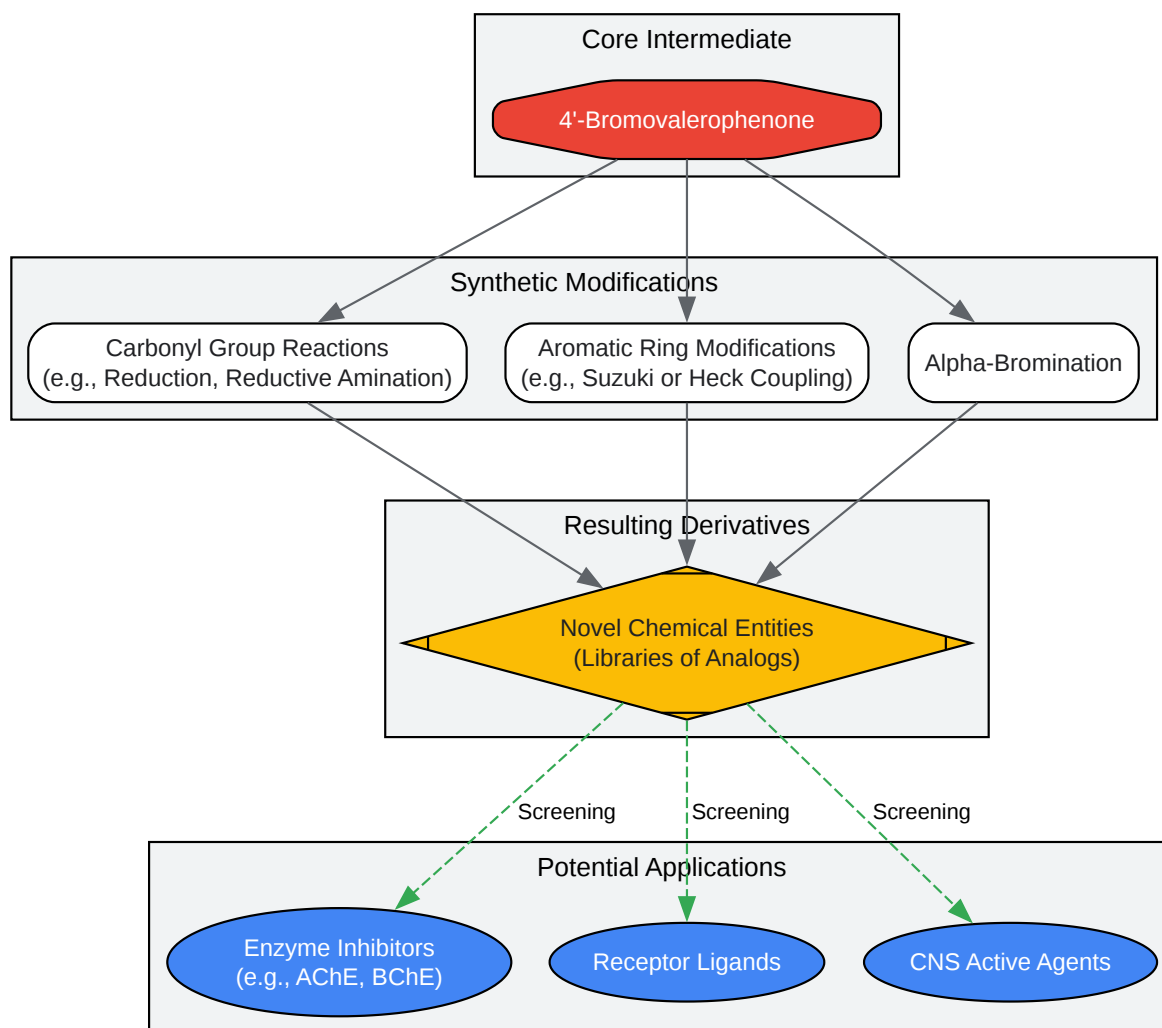 Core Intermediate
4'-Bromovalerophenone
Synthetic Modifications
Carbonyl Group Reactions
(e.g., Reduction, Reductive Amination)
Aromatic Ring Modifications
(e.g., Suzuki or Heck Coupling)
Alpha-Bromination
Resulting Derivatives
Novel Chemical Entities
(Libraries of Analogs)
Screening
Screening
Screening
Potential Applications
Enzyme Inhibitors
(e.g., AChE, BChE)
Receptor Ligands
CNS Active Agents